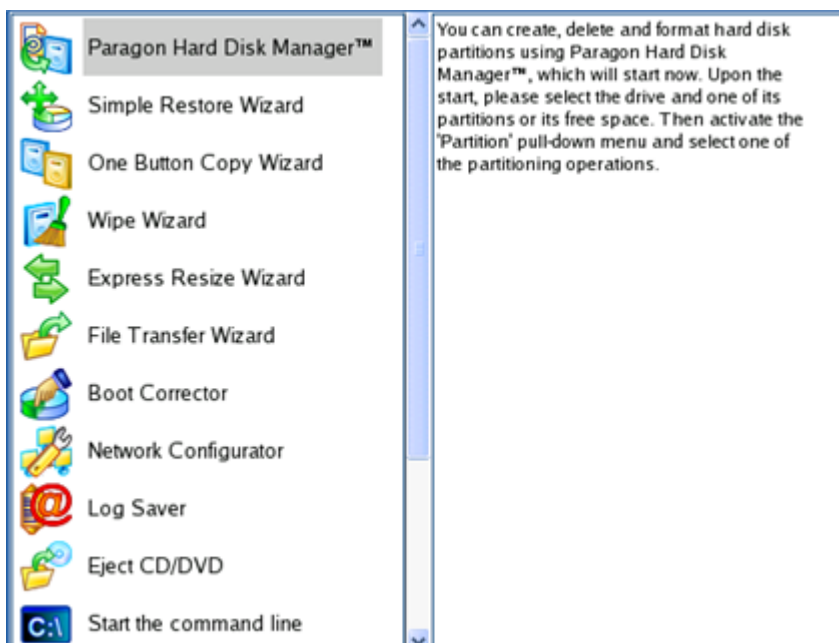 Paragon Hard Disk Manager™
Simple Restore Wizard
One Button Copy Wizard
Wipe Wizard
Express Resize Wizard
File Transfer Wizard
Boot Corrector
Network Configurator
@
Log Saver
Eject CD/DVD
C:\
Start the command line
You can create, delete and format hard disk
partitions using Paragon Hard Disk
Manager™, which will start now. Upon the
start, please select the drive and one of its
partitions or its free space. Then activate the
'Partition' pull-down menu and select one of
the partitioning operations.